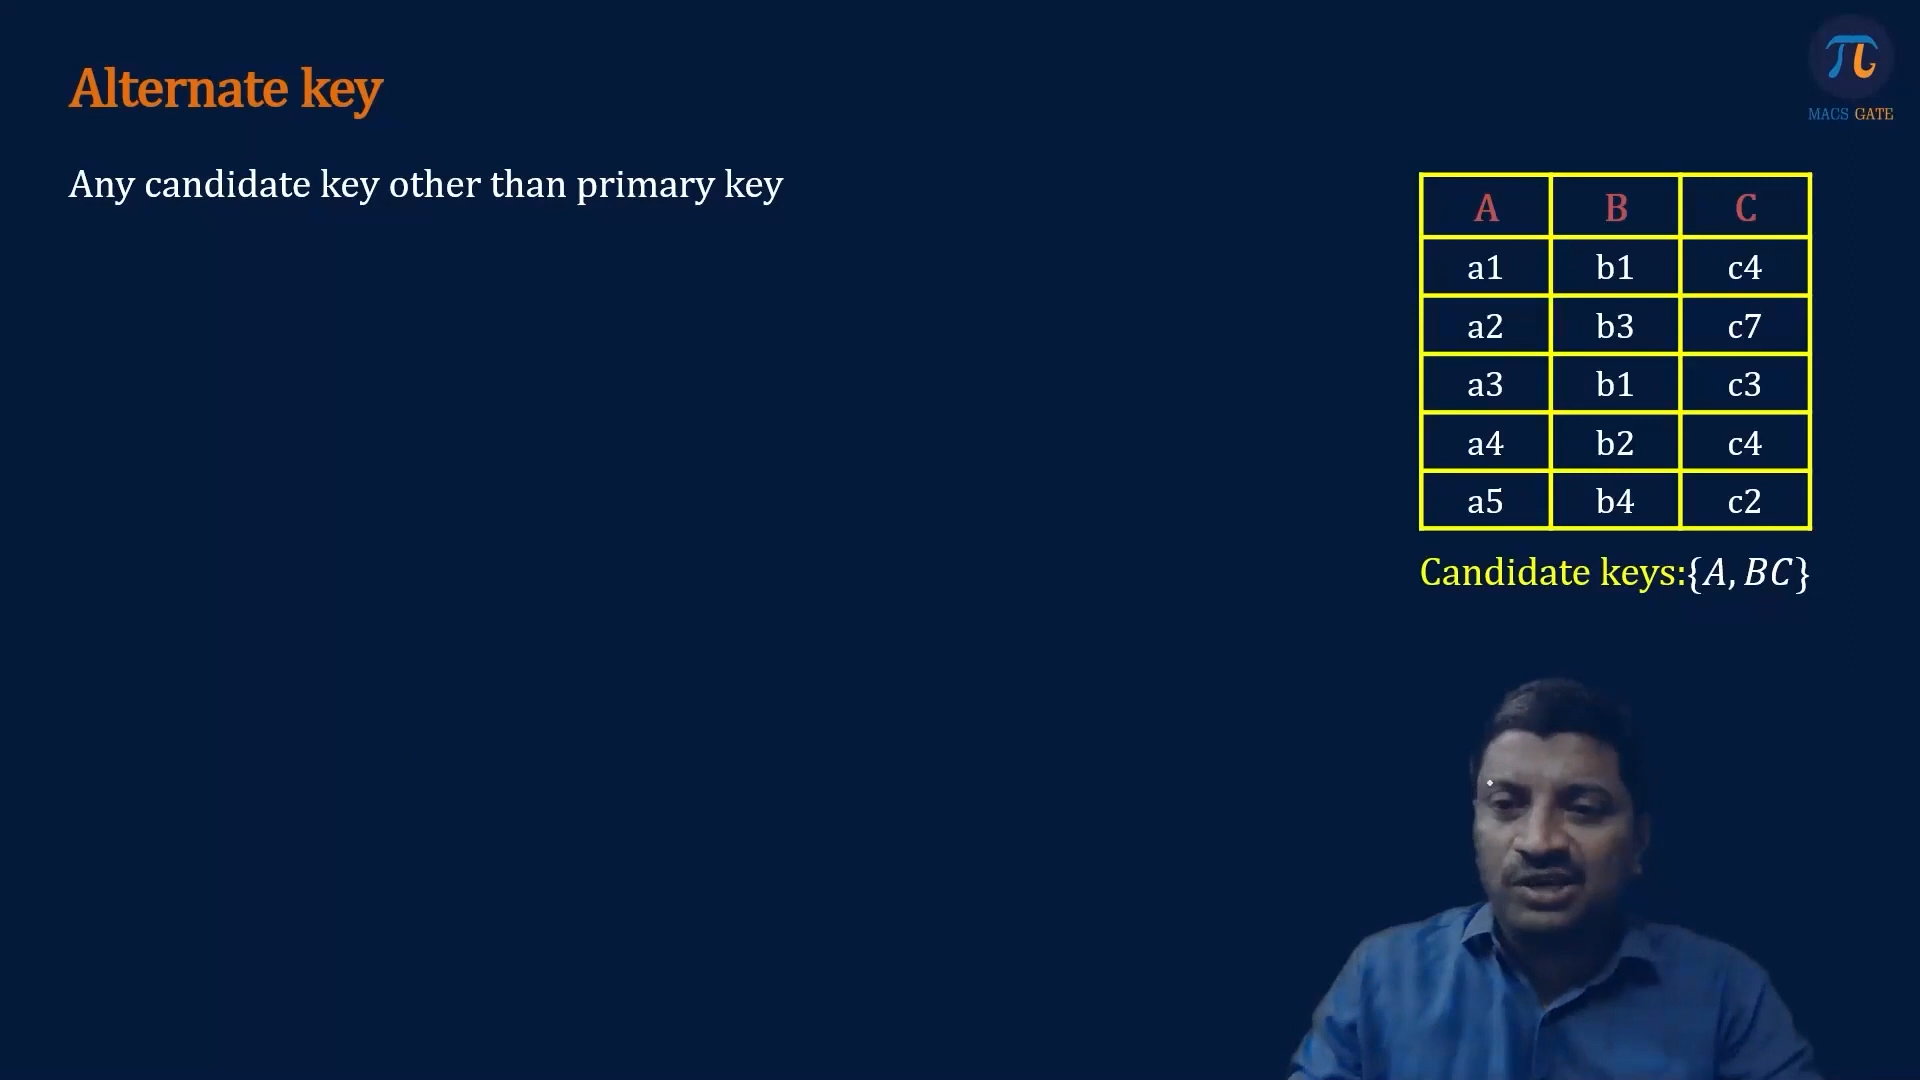 Alternate key
Any candidate key other than primary key
MACS GATE
A B C
a1 b1 c4
a2 b3 c7
a3 b1 c3
a4 b2 c4
a5 b4 c2
Candidate keys:{A, BC}